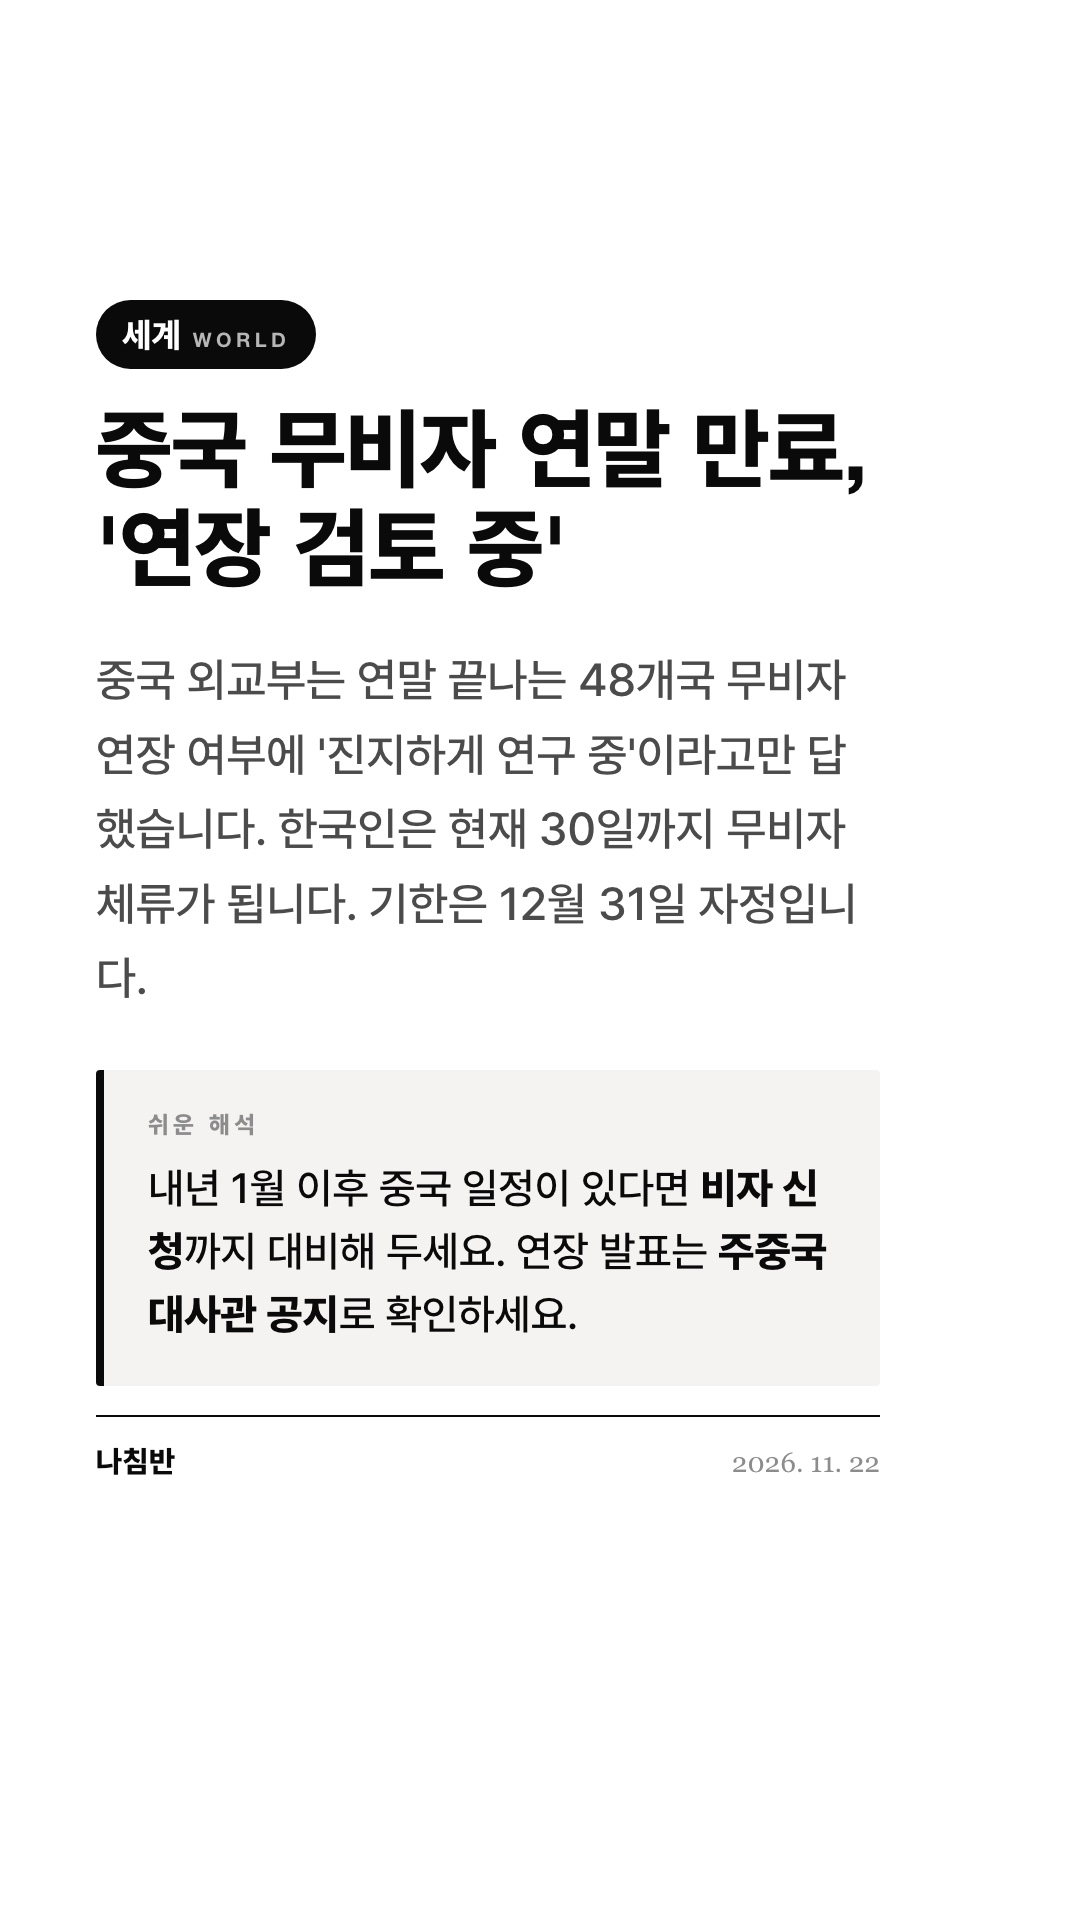 세계 WORLD
중국 무비자 연말 만료,
'연장 검토 중'
중국 외교부는 연말 끝나는 48개국 무비자
연장 여부에 '진지하게 연구 중'이라고만 답
했습니다. 한국인은 현재 30일까지 무비자
체류가 됩니다. 기한은 12월 31일 자정입니
다.
쉬운 해석
내년 1월 이후 중국 일정이 있다면 비자 신
청까지 대비해 두세요. 연장 발표는 주중국
대사관 공지로 확인하세요.
나침반 2026. 11. 22